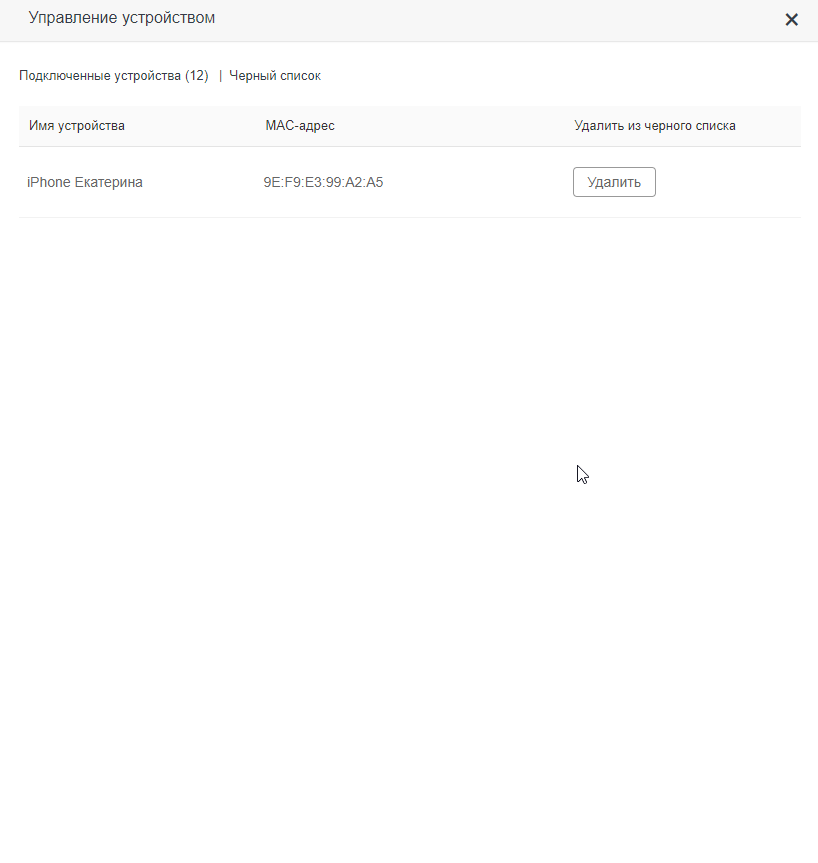 Управление устройством
Подключенные устройства (12) | Черный список
Имя устройства MAC-адрес Удалить из черного списка
iPhone Екатерина 9E:F9:E3:99:A2:A5 Удалить